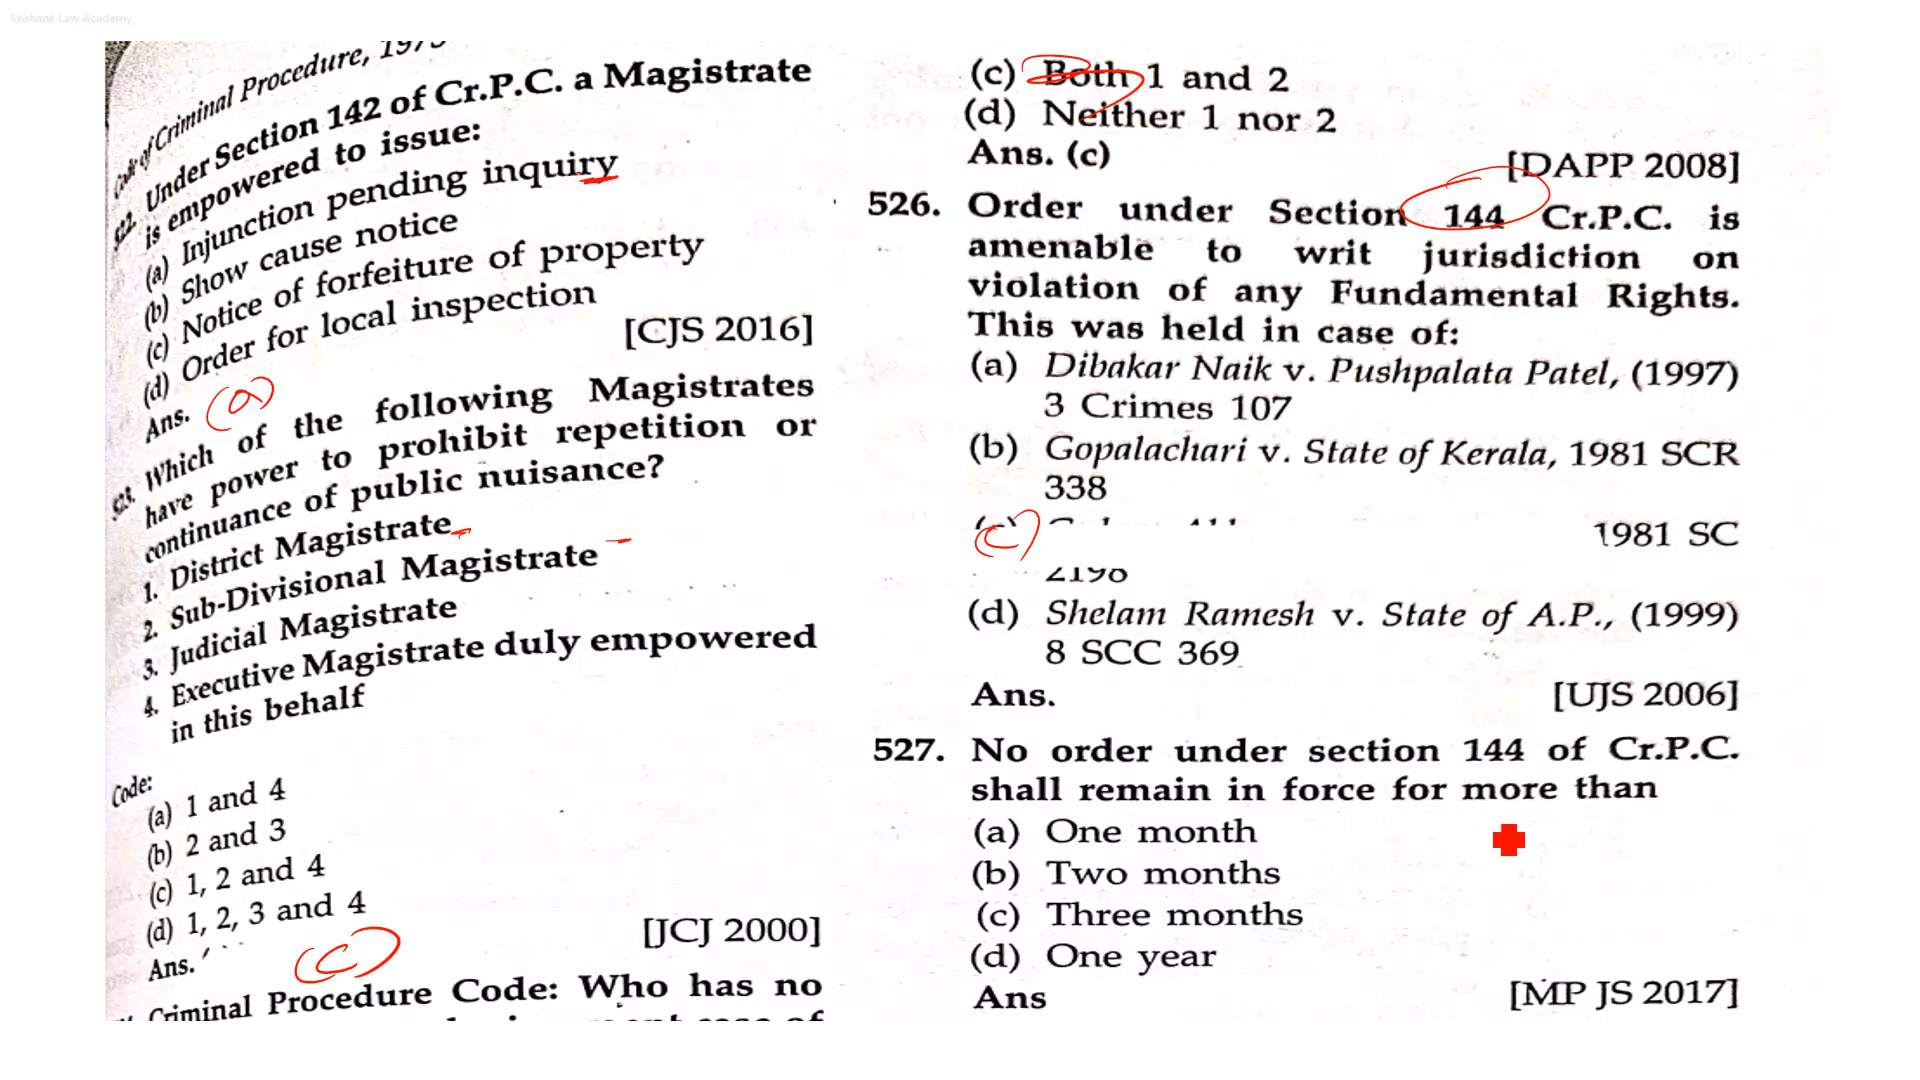 Vrishank Law Academy
Code of Criminal Procedure, 1973
Under Section 142 of Cr.P.C. a Magistrate
is empowered to issue:
(a) Injunction pending inquiry
(b) Show cause notice
(c) Notice of forfeiture of property
(d) Order for local inspection
[CJS 2016]
Ans. (a)
Which of the following Magistrates
have power to prohibit repetition or
continuance of public nuisance?
1. District Magistrate
2. Sub-Divisional Magistrate
3. Judicial Magistrate
4. Executive Magistrate duly empowered
in this behalf
Code:
(a) 1 and 4
(b) 2 and 3
(c) 1, 2 and 4
(d) 1, 2, 3 and 4
[JCJ 2000]
Ans. (c)
Criminal Procedure Code: Who has no
(c) Both 1 and 2
(d) Neither 1 nor 2
Ans. (c)
[DAPP 2008]
526. Order under Section 144 Cr.P.C. is
amenable to writ jurisdiction on
violation of any Fundamental Rights.
This was held in case of:
(a) Dibakar Naik v. Pushpalata Patel, (1997)
3 Crimes 107
(b) Gopalachari v. State of Kerala, 1981 SCR
338
(c) 1981 SC
2198
(d) Shelam Ramesh v. State of A.P., (1999)
8 SCC 369
Ans. [UJS 2006]
527. No order under section 144 of Cr.P.C.
shall remain in force for more than
(a) One month
(b) Two months
(c) Three months
(d) One year
Ans [MP JS 2017]